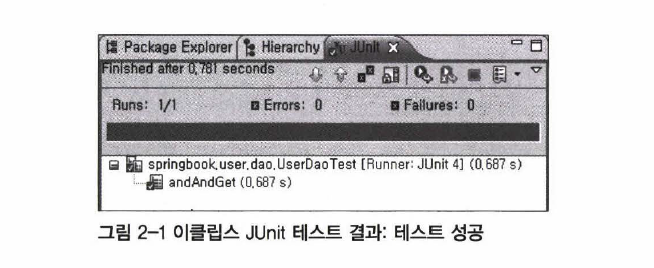 Package Explorer Hierarchy JUnit
Finished after 0,781 seconds
Runs: 1/1 Errors: 0 Failures: 0
springbook,user,dao,UserDaoTest [Runner: JUnit 4] (0,687 s)
andAndGet (0,687 s)
그림 2-1 이클립스 JUnit 테스트 결과: 테스트 성공